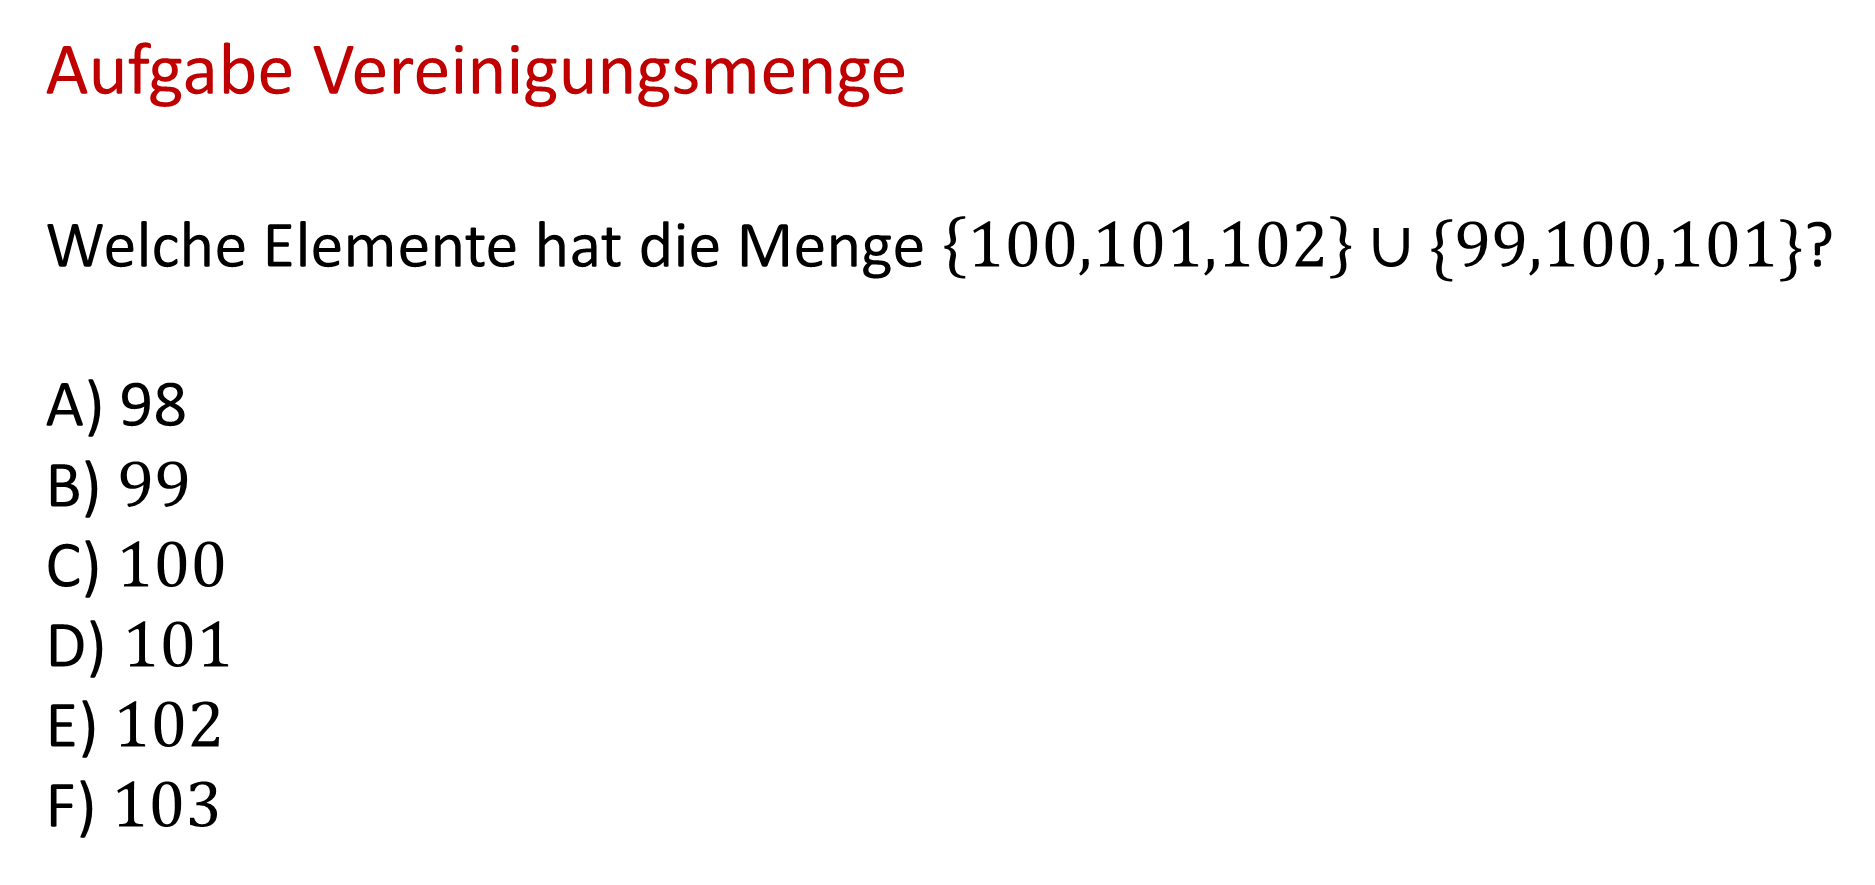 Aufgabe Vereinigungsmenge
Welche Elemente hat die Menge {100,101,102} ∪ {99,100,101}?
A) 98
B) 99
C) 100
D) 101
E) 102
F) 103